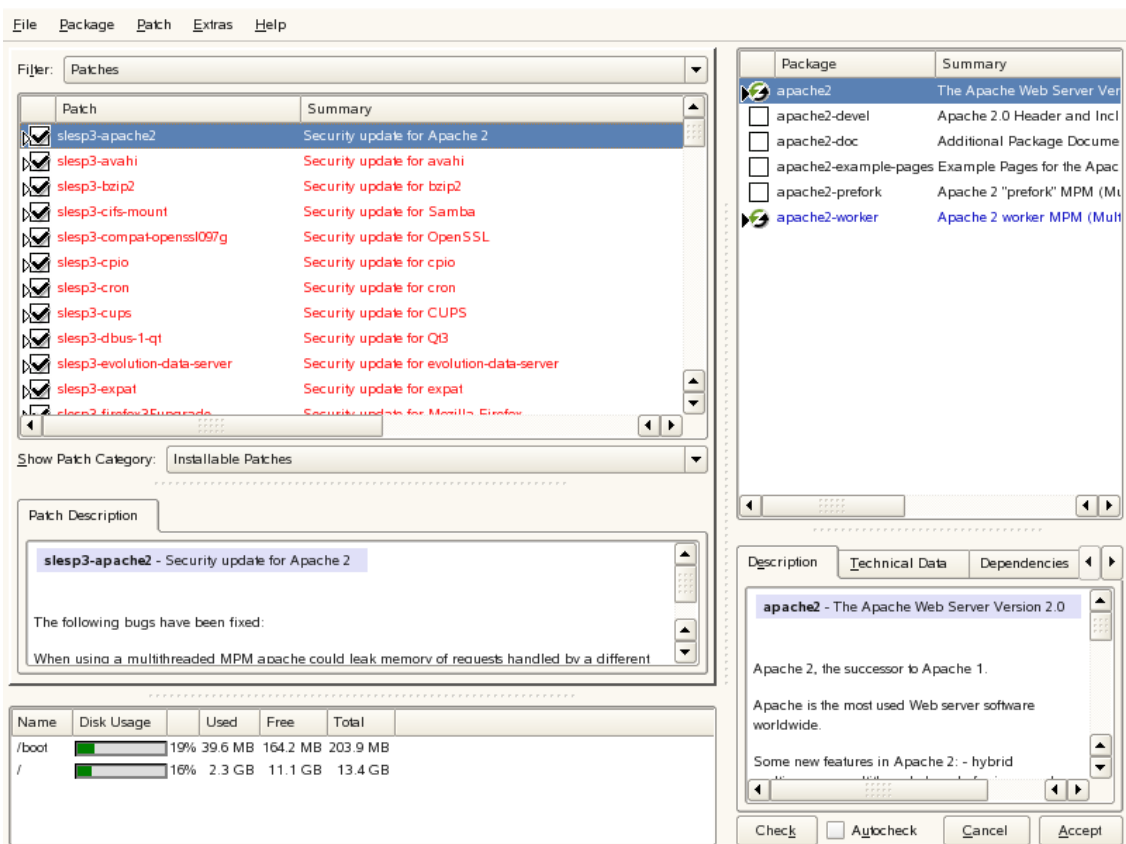 File Package Patch Extras Help
Filter: Patches
Patch Summary
slesp3-apache2 Security update for Apache 2
slesp3-avahi Security update for avahi
slesp3-bzip2 Security update for bzip2
slesp3-cifs-mount Security update for Samba
slesp3-compat-openssl097g Security update for OpenSSL
slesp3-cpio Security update for cpio
slesp3-cron Security update for cron
slesp3-cups Security update for CUPS
slesp3-dbus-1-qt Security update for Qt3
slesp3-evolution-data-server Security update for evolution-data-server
slesp3-expat Security update for expat
slesp3-firefox35upgrade Security update for Mozilla Firefox
Show Patch Category: Installable Patches
Patch Description
slesp3-apache2 - Security update for Apache 2
The following bugs have been fixed:
When using a multithreaded MPM apache could leak memory of requests handled by a different
Name Disk Usage Used Free Total
/boot 19% 39.6 MB 164.2 MB 203.9 MB
/ 16% 2.3 GB 11.1 GB 13.4 GB
Package Summary
apache2 The Apache Web Server Ver
apache2-devel Apache 2.0 Header and Incl
apache2-doc Additional Package Docume
apache2-example-pages Example Pages for the Apac
apache2-prefork Apache 2 "prefork" MPM (Mu
apache2-worker Apache 2 worker MPM (Mult
Description Technical Data Dependencies
apache2 - The Apache Web Server Version 2.0
Apache 2, the successor to Apache 1.
Apache is the most used Web server software
worldwide.
Some new features in Apache 2: - hybrid
Check Autocheck Cancel Accept